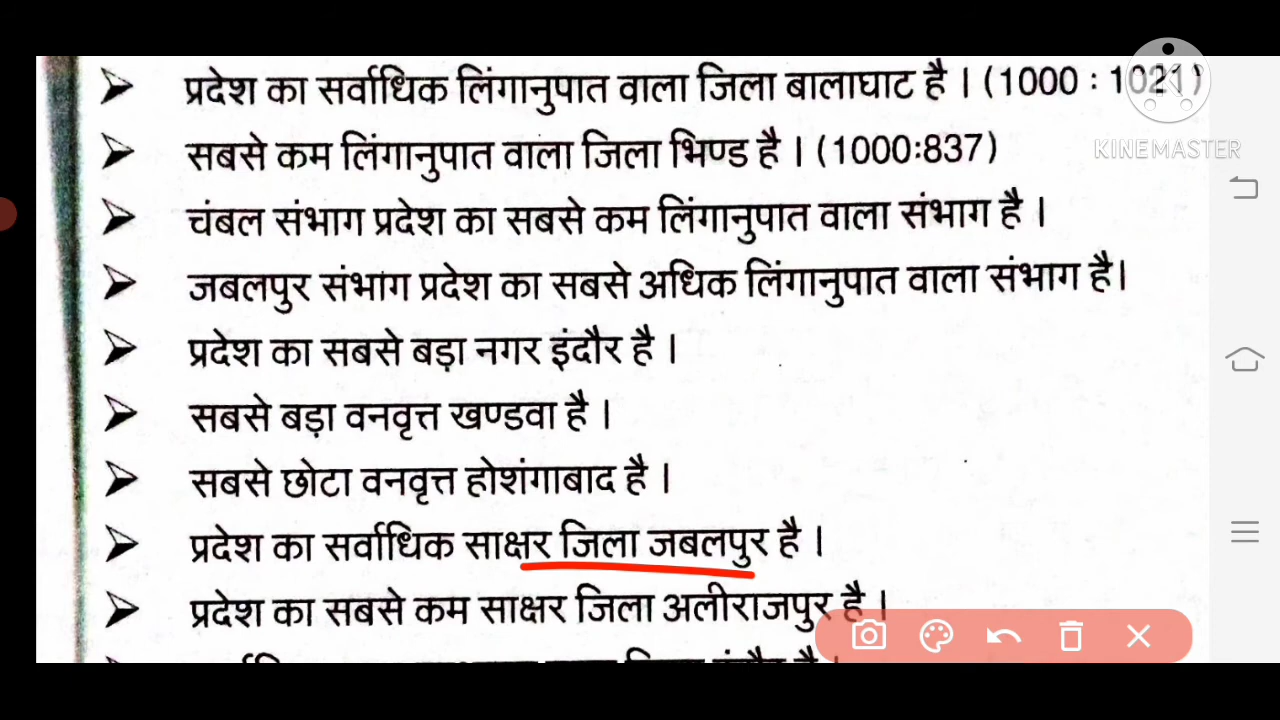 ➢ प्रदेश का सर्वाधिक लिंगानुपात वाला जिला बालाघाट है । (1000 : 1021)
KINEMASTER
➢ सबसे कम लिंगानुपात वाला जिला भिण्ड है । (1000:837)
➢ चंबल संभाग प्रदेश का सबसे कम लिंगानुपात वाला संभाग है ।
➢ जबलपुर संभाग प्रदेश का सबसे अधिक लिंगानुपात वाला संभाग है।
➢ प्रदेश का सबसे बड़ा नगर इंदौर है ।
➢ सबसे बड़ा वनवृत्त खण्डवा है ।
➢ सबसे छोटा वनवृत्त होशंगाबाद है ।
➢ प्रदेश का सर्वाधिक साक्षर जिला जबलपुर है ।
➢ प्रदेश का सबसे कम साक्षर जिला अलीराजपुर है ।